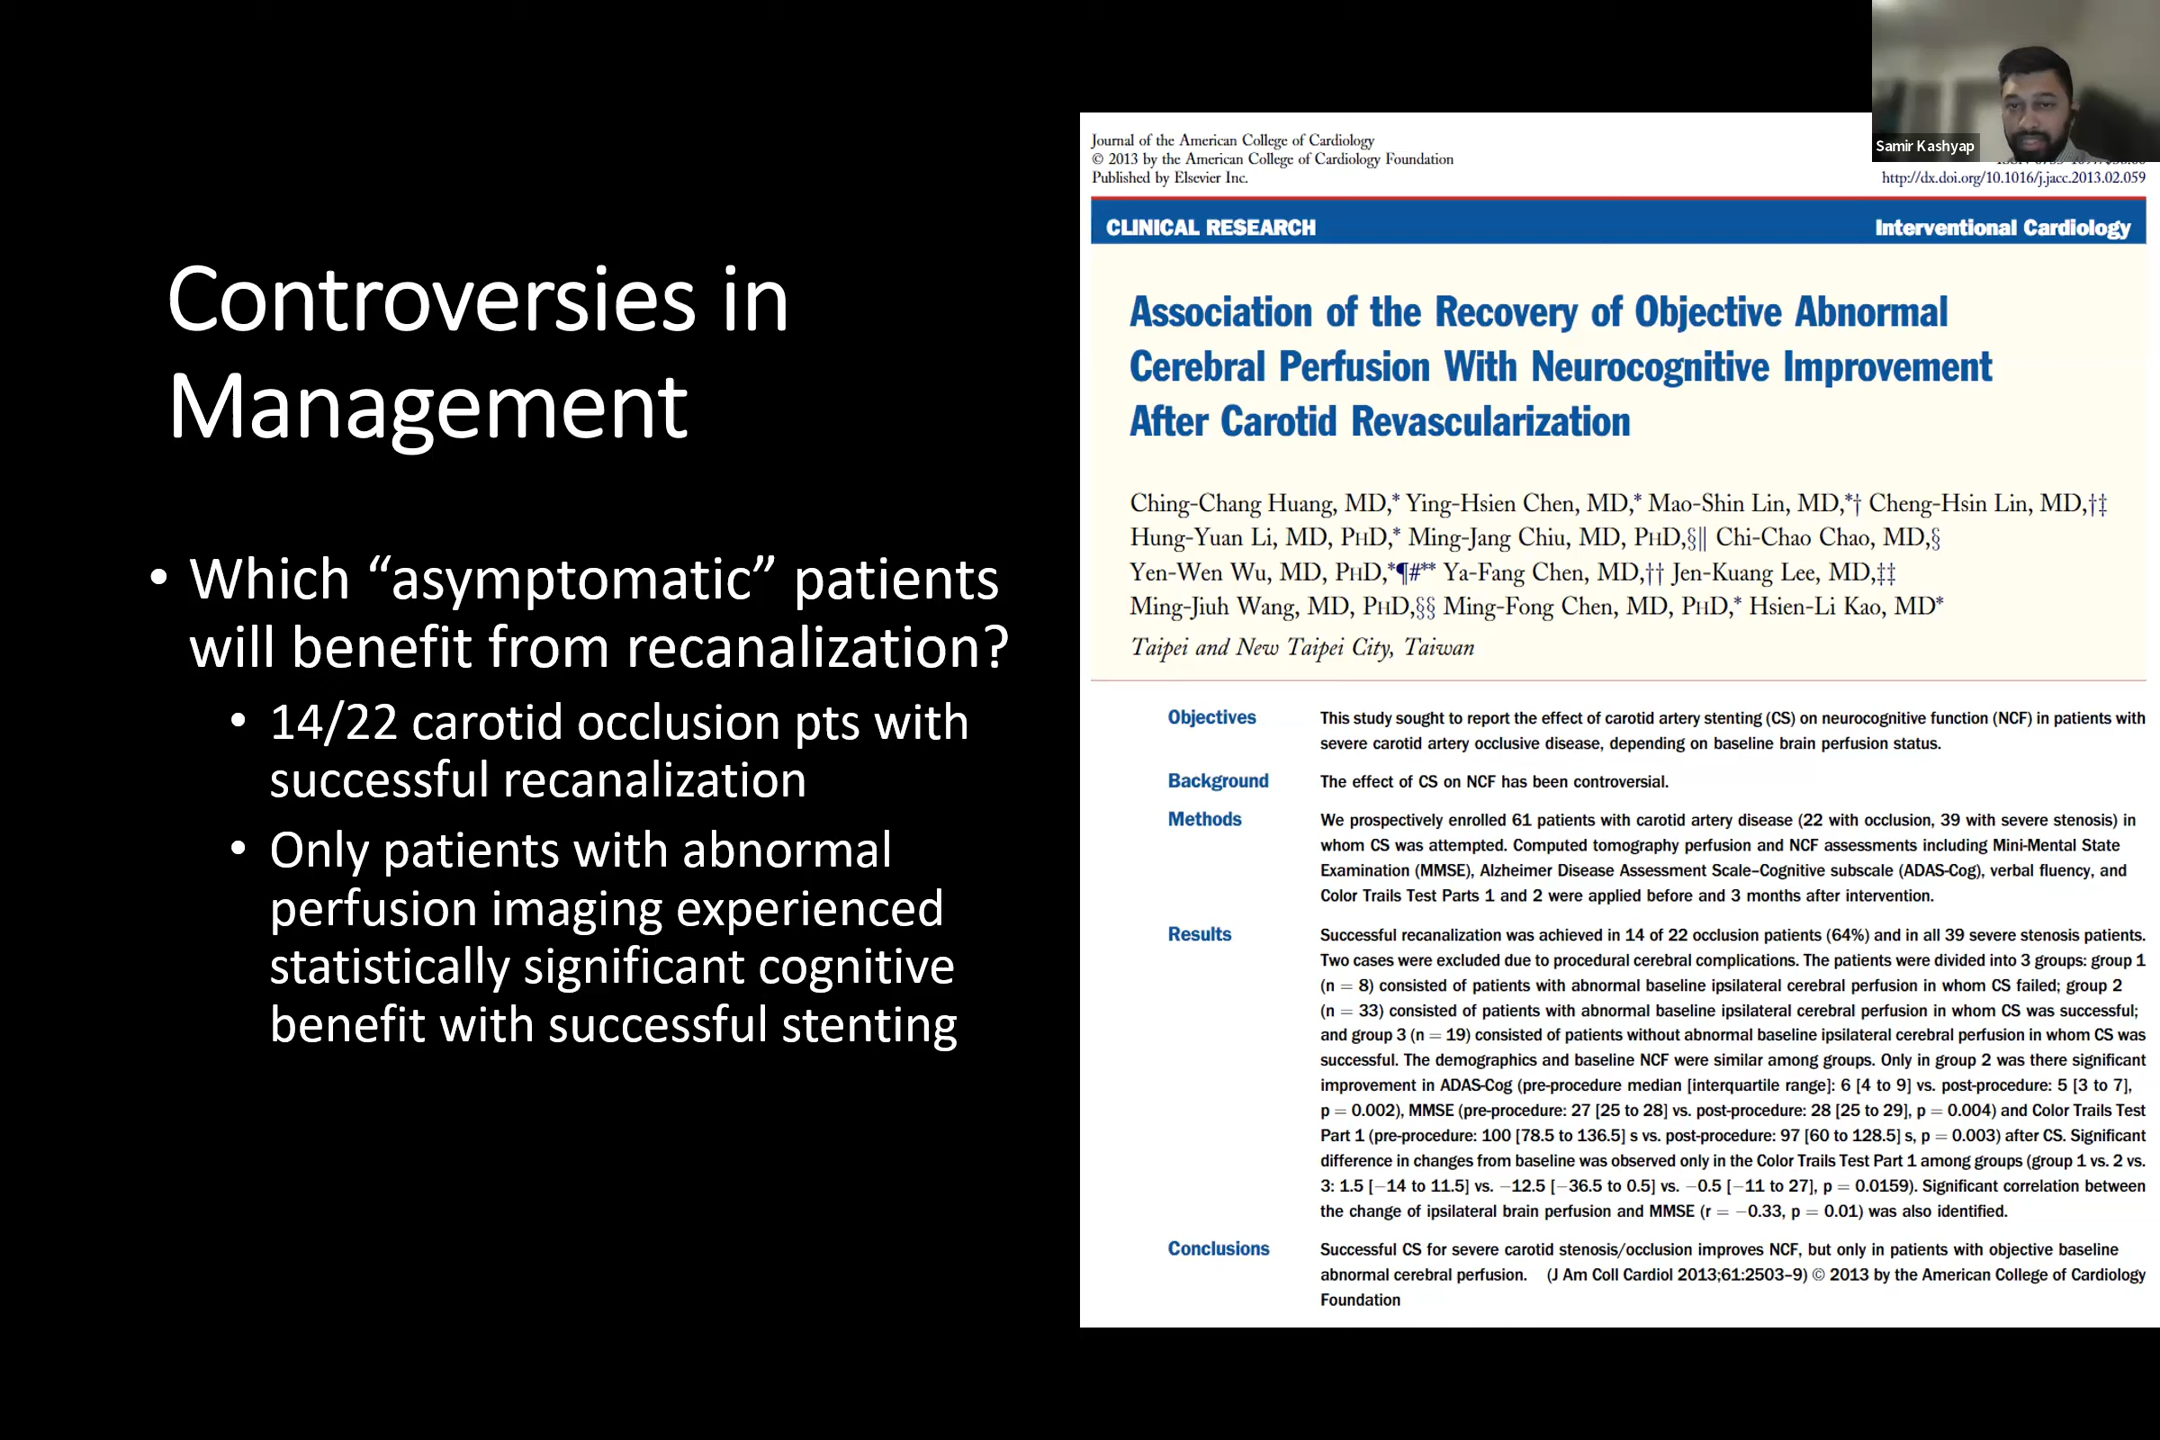 Samir Kashyap
Controversies in
Management
• Which “asymptomatic” patients
will benefit from recanalization?
• 14/22 carotid occlusion pts with
successful recanalization
• Only patients with abnormal
perfusion imaging experienced
statistically significant cognitive
benefit with successful stenting
Journal of the American College of Cardiology
© 2013 by the American College of Cardiology Foundation
Published by Elsevier Inc.
http://dx.doi.org/10.1016/j.jacc.2013.02.059
CLINICAL RESEARCH
Interventional Cardiology
Association of the Recovery of Objective Abnormal
Cerebral Perfusion With Neurocognitive Improvement
After Carotid Revascularization
Ching-Chang Huang, MD,* Ying-Hsien Chen, MD,* Mao-Shin Lin, MD,*† Cheng-Hsin Lin, MD,†‡
Hung-Yuan Li, MD, PhD,* Ming-Jang Chiu, MD, PhD,§‖ Chi-Chao Chao, MD,§
Yen-Wen Wu, MD, PhD,*¶#** Ya-Fang Chen, MD,†† Jen-Kuang Lee, MD,‡‡
Ming-Jiuh Wang, MD, PhD,§§ Ming-Fong Chen, MD, PhD,* Hsien-Li Kao, MD*
Taipei and New Taipei City, Taiwan
Objectives This study sought to report the effect of carotid artery stenting (CS) on neurocognitive function (NCF) in patients with
severe carotid artery occlusive disease, depending on baseline brain perfusion status.
Background The effect of CS on NCF has been controversial.
Methods We prospectively enrolled 61 patients with carotid artery disease (22 with occlusion, 39 with severe stenosis) in
whom CS was attempted. Computed tomography perfusion and NCF assessments including Mini-Mental State
Examination (MMSE), Alzheimer Disease Assessment Scale–Cognitive subscale (ADAS-Cog), verbal fluency, and
Color Trails Test Parts 1 and 2 were applied before and 3 months after intervention.
Results Successful recanalization was achieved in 14 of 22 occlusion patients (64%) and in all 39 severe stenosis patients.
Two cases were excluded due to procedural cerebral complications. The patients were divided into 3 groups: group 1
(n = 8) consisted of patients with abnormal baseline ipsilateral cerebral perfusion in whom CS failed; group 2
(n = 33) consisted of patients with abnormal baseline ipsilateral cerebral perfusion in whom CS was successful;
and group 3 (n = 19) consisted of patients without abnormal baseline ipsilateral cerebral perfusion in whom CS was
successful. The demographics and baseline NCF were similar among groups. Only in group 2 was there significant
improvement in ADAS-Cog (pre-procedure median [interquartile range]: 6 [4 to 9] vs. post-procedure: 5 [3 to 7],
p = 0.002), MMSE (pre-procedure: 27 [25 to 28] vs. post-procedure: 28 [25 to 29], p = 0.004) and Color Trails Test
Part 1 (pre-procedure: 100 [78.5 to 136.5] s vs. post-procedure: 97 [60 to 128.5] s, p = 0.003) after CS. Significant
difference in changes from baseline was observed only in the Color Trails Test Part 1 among groups (group 1 vs. 2 vs.
3: 1.5 [−14 to 11.5] vs. −12.5 [−36.5 to 0.5] vs. −0.5 [−11 to 27], p = 0.0159). Significant correlation between
the change of ipsilateral brain perfusion and MMSE (r = −0.33, p = 0.01) was also identified.
Conclusions Successful CS for severe carotid stenosis/occlusion improves NCF, but only in patients with objective baseline
abnormal cerebral perfusion. (J Am Coll Cardiol 2013;61:2503–9) © 2013 by the American College of Cardiology
Foundation